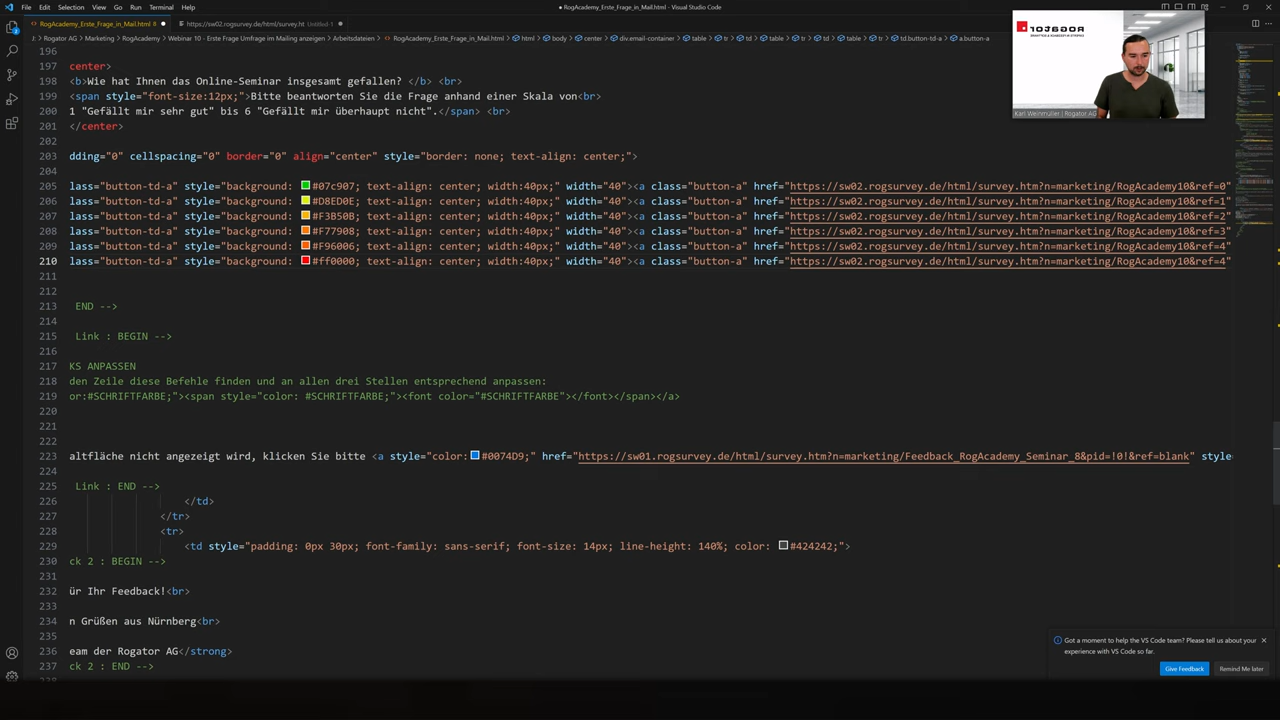 File Edit Selection View Go Run Terminal Help
● RogAcademy_Erste_Frage_in_Mail.html - Visual Studio Code
RogAcademy_Erste_Frage_in_Mail.html 8 ●
https://sw02.rogsurvey.de/html/survey.ht Untitled-1 ●
J: > Rogator AG > Marketing > RogAcademy > Webinar 10 - Erste Frage Umfrage im Mailing anzeigen > Arbeitsdateien > RogAcademy_Erste_Frage_in_Mail.html > html > body > center > div.email-container > table > tr > td > table > tr > td > table > tr > td.button-td-a > a.button-a
196
197 center>
198 <b>Wie hat Ihnen das Online-Seminar insgesamt gefallen? </b> <br>
199 <span style="font-size:12px;">Bitte beantworten Sie die Frage anhand einer Skala von<br>
200 1 "Gefällt mir sehr gut" bis 6 "Gefällt mir überhaupt nicht".</span> <br>
201 </center>
202
203 dding="0" cellspacing="0" border="0" align="center" style="border: none; text-align: center;">
204
205 lass="button-td-a" style="background: #07c907; text-align: center; width:40px;" width="40"><a class="button-a" href="https://sw02.rogsurvey.de/html/survey.htm?n=marketing/RogAcademy10&ref=0"
206 lass="button-td-a" style="background: #D8ED0E; text-align: center; width:40px;" width="40"><a class="button-a" href="https://sw02.rogsurvey.de/html/survey.htm?n=marketing/RogAcademy10&ref=1"
207 lass="button-td-a" style="background: #F3B50B; text-align: center; width:40px;" width="40"><a class="button-a" href="https://sw02.rogsurvey.de/html/survey.htm?n=marketing/RogAcademy10&ref=2"
208 lass="button-td-a" style="background: #F77908; text-align: center; width:40px;" width="40"><a class="button-a" href="https://sw02.rogsurvey.de/html/survey.htm?n=marketing/RogAcademy10&ref=3"
209 lass="button-td-a" style="background: #F96006; text-align: center; width:40px;" width="40"><a class="button-a" href="https://sw02.rogsurvey.de/html/survey.htm?n=marketing/RogAcademy10&ref=4"
210 lass="button-td-a" style="background: #ff0000; text-align: center; width:40px;" width="40"><a class="button-a" href="https://sw02.rogsurvey.de/html/survey.htm?n=marketing/RogAcademy10&ref=4"
211
212
213 END -->
214
215 Link : BEGIN -->
216
217 KS ANPASSEN
218 den Zeile diese Befehle finden und an allen drei Stellen entsprechend anpassen:
219 or:#SCHRIFTFARBE;"><span style="color: #SCHRIFTFARBE;"><font color="#SCHRIFTFARBE"></font></span></a>
220
221
222
223 altfläche nicht angezeigt wird, klicken Sie bitte <a style="color:#0074D9;" href="https://sw01.rogsurvey.de/html/survey.htm?n=marketing/Feedback_RogAcademy_Seminar_8&pid=!0!&ref=blank" style=
225 Link : END -->
226 </td>
227 </tr>
228 <tr>
229 <td style="padding: 0px 30px; font-family: sans-serif; font-size: 14px; line-height: 140%; color: #424242;">
230 ck 2 : BEGIN -->
231
232 ür Ihr Feedback!<br>
233
234 n Grüßen aus Nürnberg<br>
235
236 eam der Rogator AG</strong>
237 ck 2 : END -->
238
ROGATOR
Karl Weinmüller | Rogator AG
Got a moment to help the VS Code team? Please tell us about your
experience with VS Code so far.
Give Feedback
Remind Me later